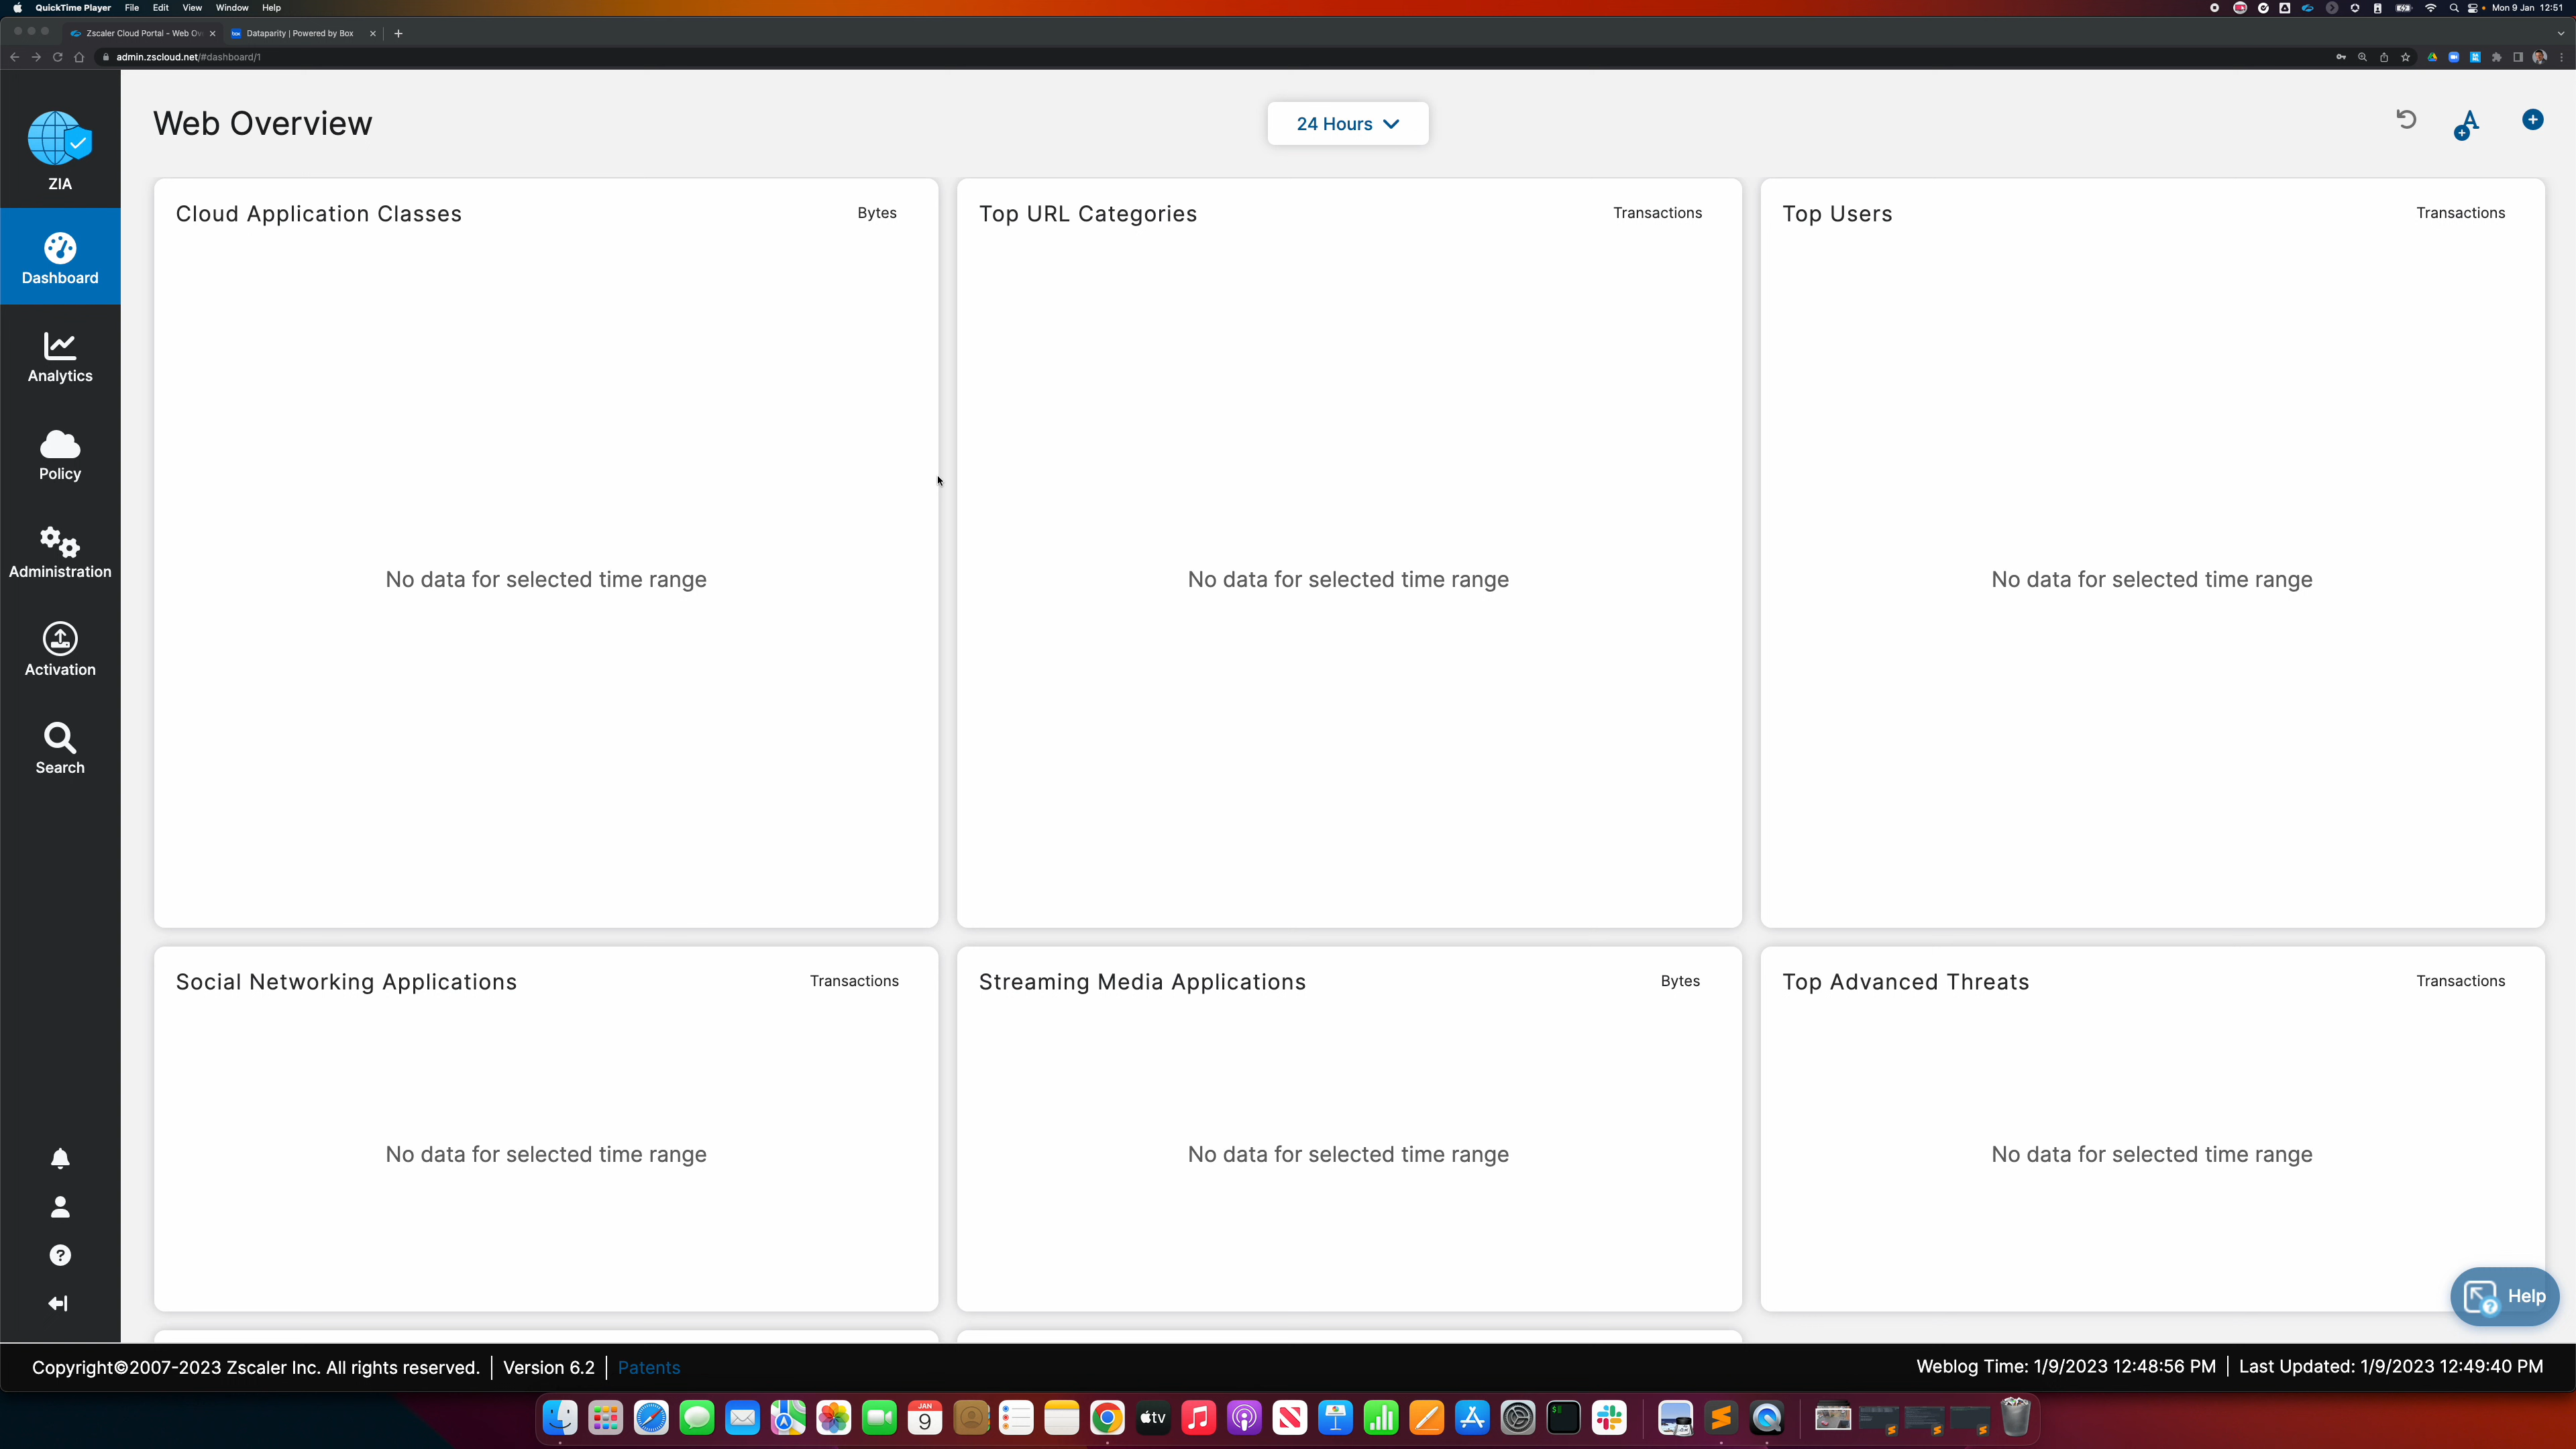 QuickTime Player File Edit View Window Help Mon 9 Jan 12:51
Zscaler Cloud Portal - Web Ov Dataparity | Powered by Box
admin.zscloud.net/#dashboard/1
Web Overview
24 Hours
ZIA
Dashboard
Analytics
Policy
Administration
Activation
Search
Cloud Application Classes Bytes
No data for selected time range
Top URL Categories Transactions
No data for selected time range
Top Users Transactions
No data for selected time range
Social Networking Applications Transactions
No data for selected time range
Streaming Media Applications Bytes
No data for selected time range
Top Advanced Threats Transactions
No data for selected time range
Help
Copyright©2007-2023 Zscaler Inc. All rights reserved. | Version 6.2 | Patents
Weblog Time: 1/9/2023 12:48:56 PM | Last Updated: 1/9/2023 12:49:40 PM
JAN
9
tv